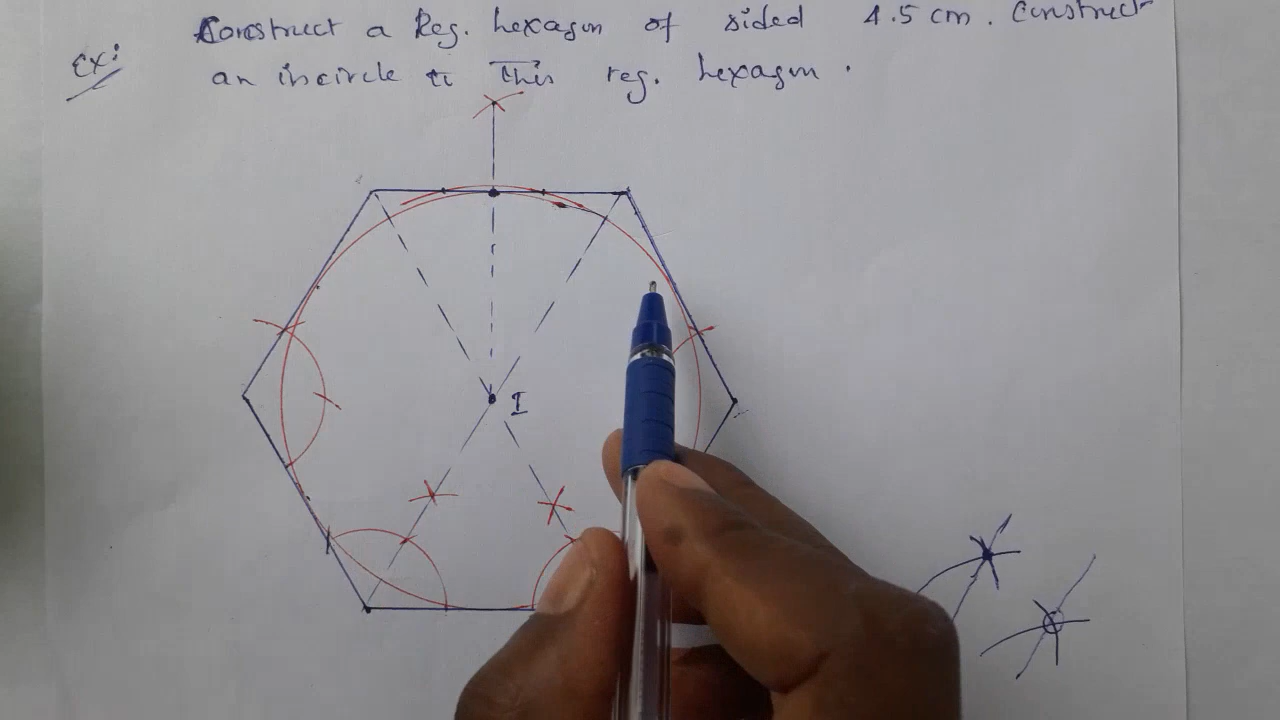 Construct a Reg. hexagon of sided 4.5 cm. Construct
Ex:
an incircle to This reg. hexagon.
I